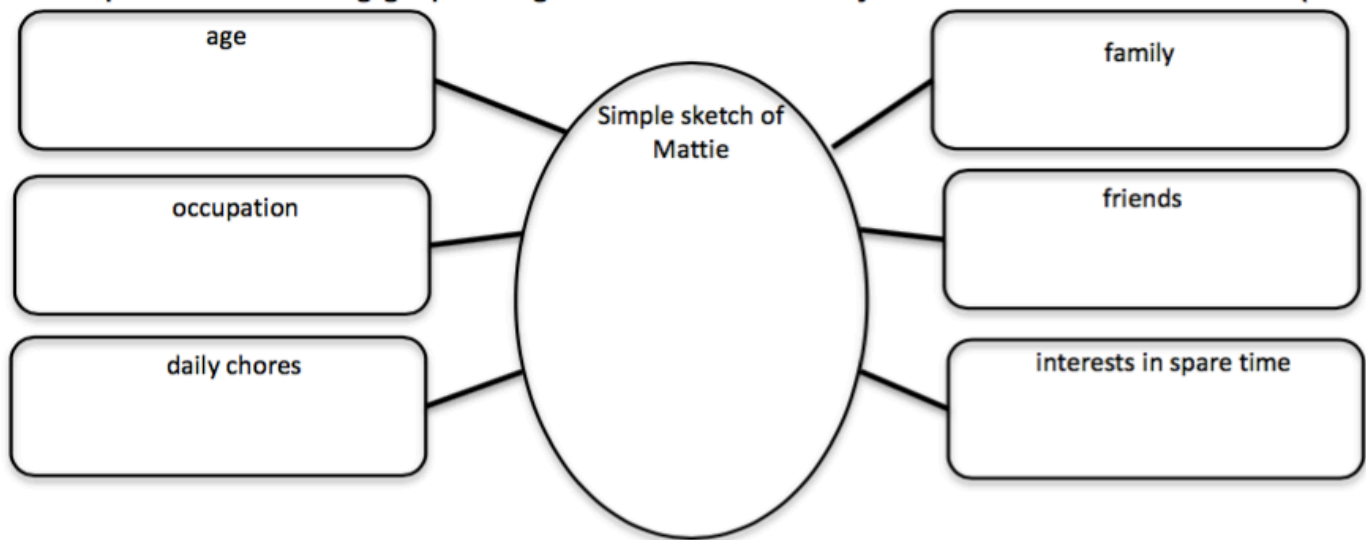 age
family
Simple sketch of
Mattie
occupation
friends
daily chores
interests in spare time